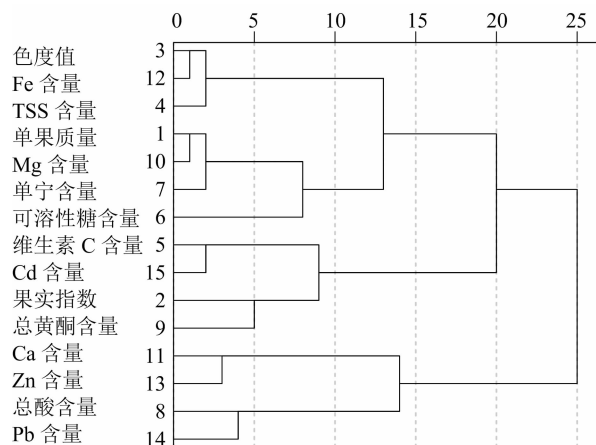 0 5 10 15 20 25
色度值 3
Fe 含量 12
TSS 含量 4
单果质量 1
Mg 含量 10
单宁含量 7
可溶性糖含量 6
维生素 C 含量 5
Cd 含量 15
果实指数 2
总黄酮含量 9
Ca 含量 11
Zn 含量 13
总酸含量 8
Pb 含量 14